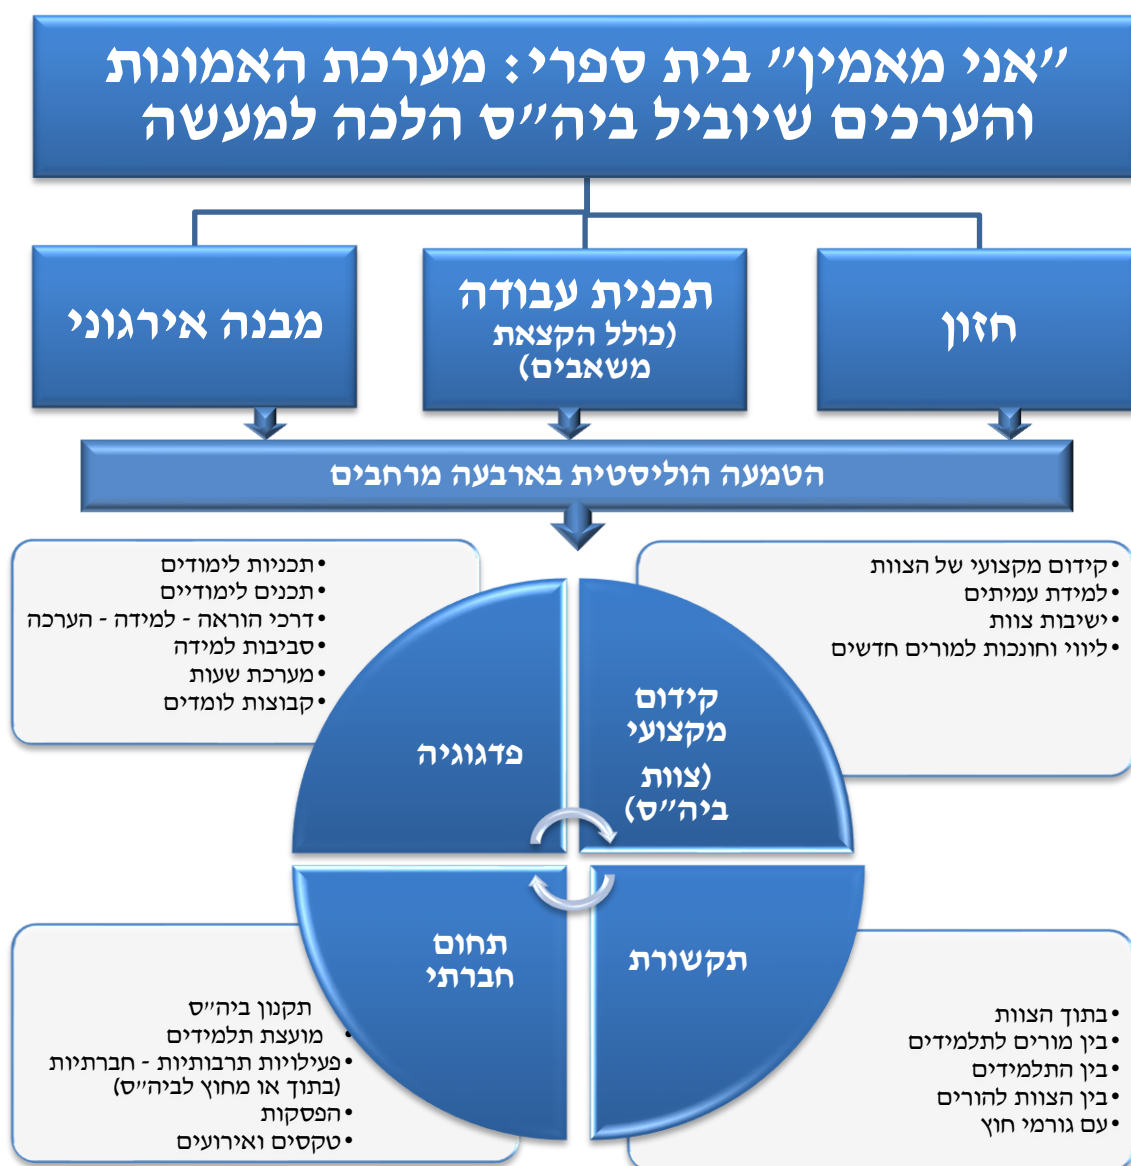 ״אני מאמין״ בית ספרי: מערכת האמונות
והערכים שיוביל ביה״ס הלכה למעשה
חזון
תכנית עבודה
(כולל הקצאת
משאבים)
מבנה אירגוני
הטמעה הוליסטית בארבעה מרחבים
•קידום מקצועי של הצוות
•למידת עמיתים
•ישיבות צוות
•ליווי וחונכות למורים חדשים
•תכניות לימודים
•תכנים לימודיים
•דרכי הוראה - למידה - הערכה
•סביבות למידה
•מערכת שעות
•קבוצות לומדים
קידום
מקצועי
(צוות
ביה״ס)
פדגוגיה
תקשורת
תחום
חברתי
•בתוך הצוות
•בין מורים לתלמידים
•בין התלמידים
•בין הצוות להורים
•עם גורמי חוץ
תקנון ביה״ס
•מועצת תלמידים
•פעילויות תרבותיות - חברתיות
(בתוך או מחוץ לביה״ס)
•הפסקות
•טקסים ואירועים